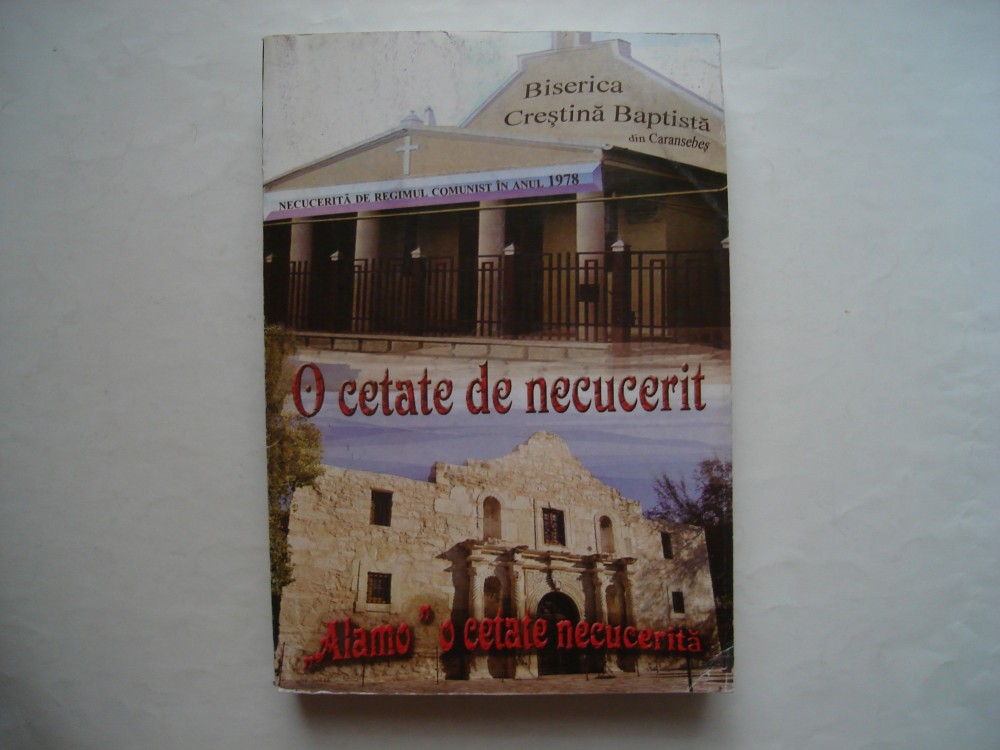 Biserica
Creştină Baptistă
din Caransebeş
NECUCERITĂ DE REGIMUL COMUNIST ÎN ANUL 1978
O cetate de necucerit
„Alamo” o cetate necucerită